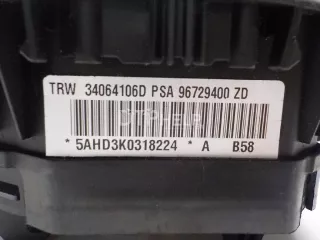 TRW 34064106D PSA 96729400 ZD
* 5AHD3K0318224 * A B58